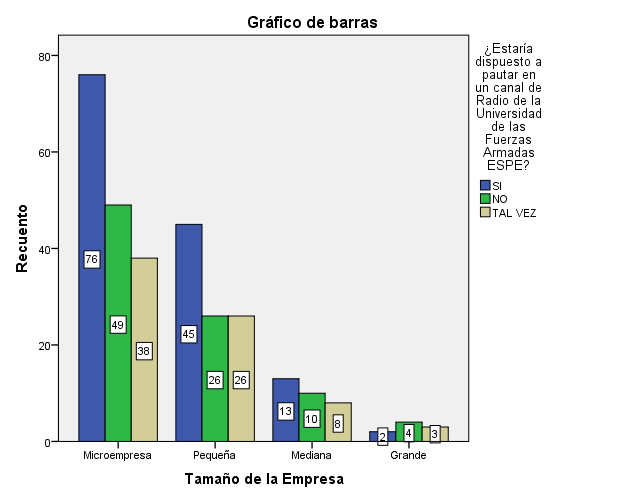 Gráfico de barras
¿Estaría
dispuesto a
pautar en
un canal de
Radio de la
Universidad
de las
Fuerzas
Armadas
ESPE?
SI
NO
TAL VEZ
Recuento
80
60
40
20
0
76
49
38
45
26
26
13
10
8
2
4
3
Microempresa
Pequeña
Mediana
Grande
Tamaño de la Empresa